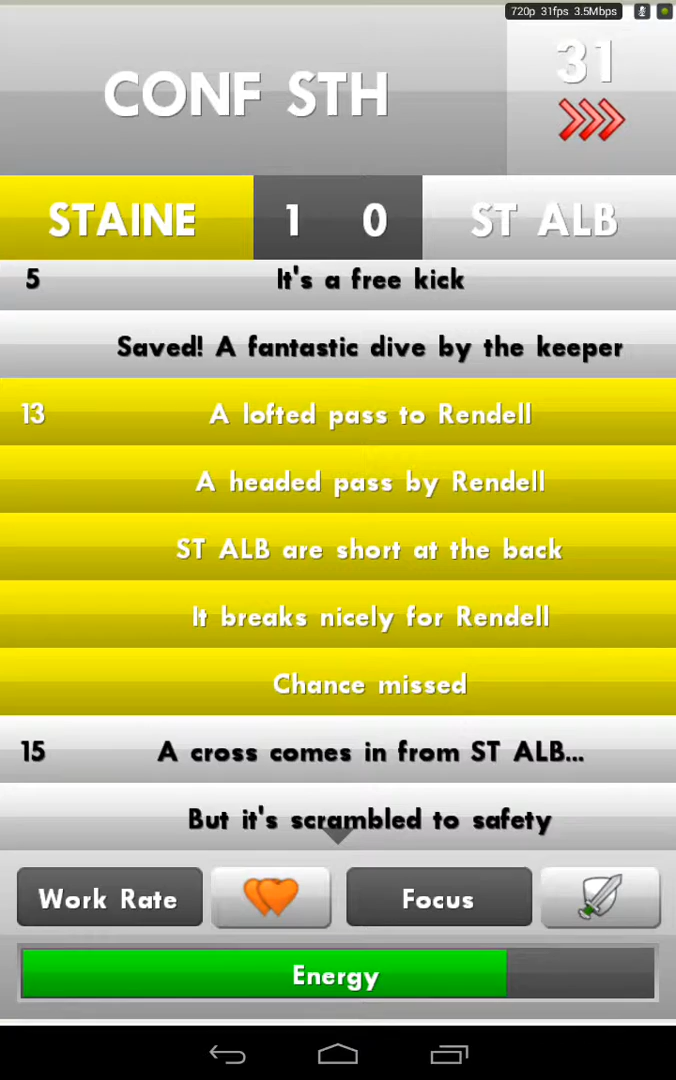 720p 31fps 3.5Mbps
CONF STH
31
STAINE 1 0 ST ALB
5 It's a free kick
Saved! A fantastic dive by the keeper
13 A lofted pass to Rendell
A headed pass by Rendell
ST ALB are short at the back
It breaks nicely for Rendell
Chance missed
15 A cross comes in from ST ALB...
But it's scrambled to safety
Work Rate
Focus
Energy